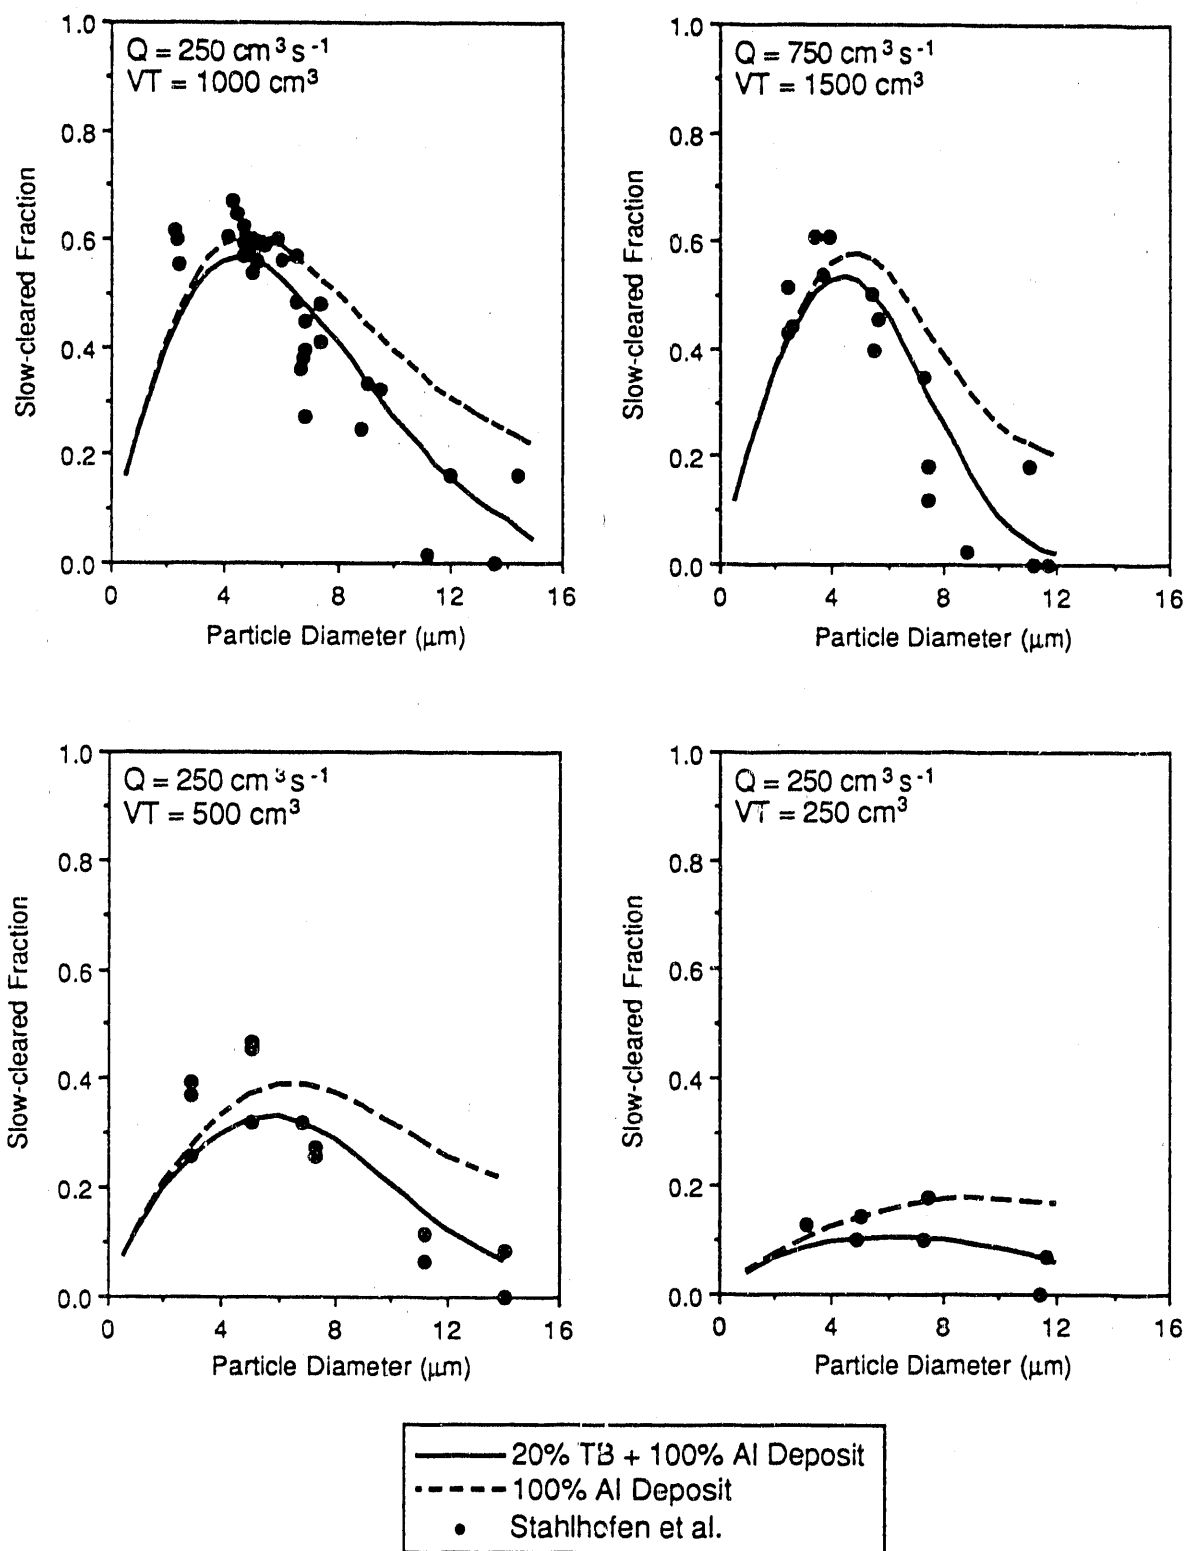 Q = 250 cm³ s⁻¹
VT = 1000 cm³
Slow-cleared Fraction
1.0
0.8
0.6
0.4
0.2
0.0
0 4 8 12 16
Particle Diameter (μm)
Q = 750 cm³ s⁻¹
VT = 1500 cm³
Slow-cleared Fraction
1.0
0.8
0.6
0.4
0.2
0.0
0 4 8 12 16
Particle Diameter (μm)
Q = 250 cm³ s⁻¹
VT = 500 cm³
Slow-cleared Fraction
1.0
0.8
0.6
0.4
0.2
0.0
0 4 8 12 16
Particle Diameter (μm)
Q = 250 cm³ s⁻¹
VT = 250 cm³
Slow-cleared Fraction
1.0
0.8
0.6
0.4
0.2
0.0
0 4 8 12 16
Particle Diameter (μm)
20% TB + 100% Al Deposit
100% Al Deposit
Stahlhofen et al.